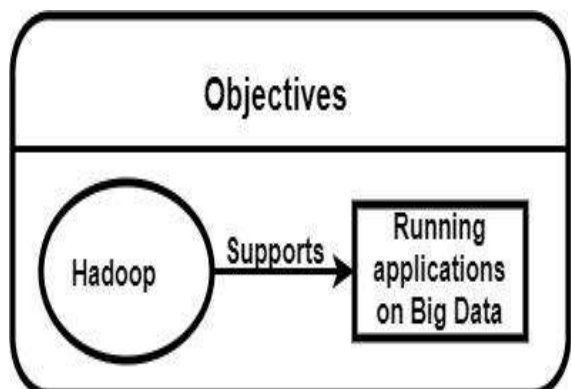 Objectives
Hadoop
Supports
Running
applications
on Big Data